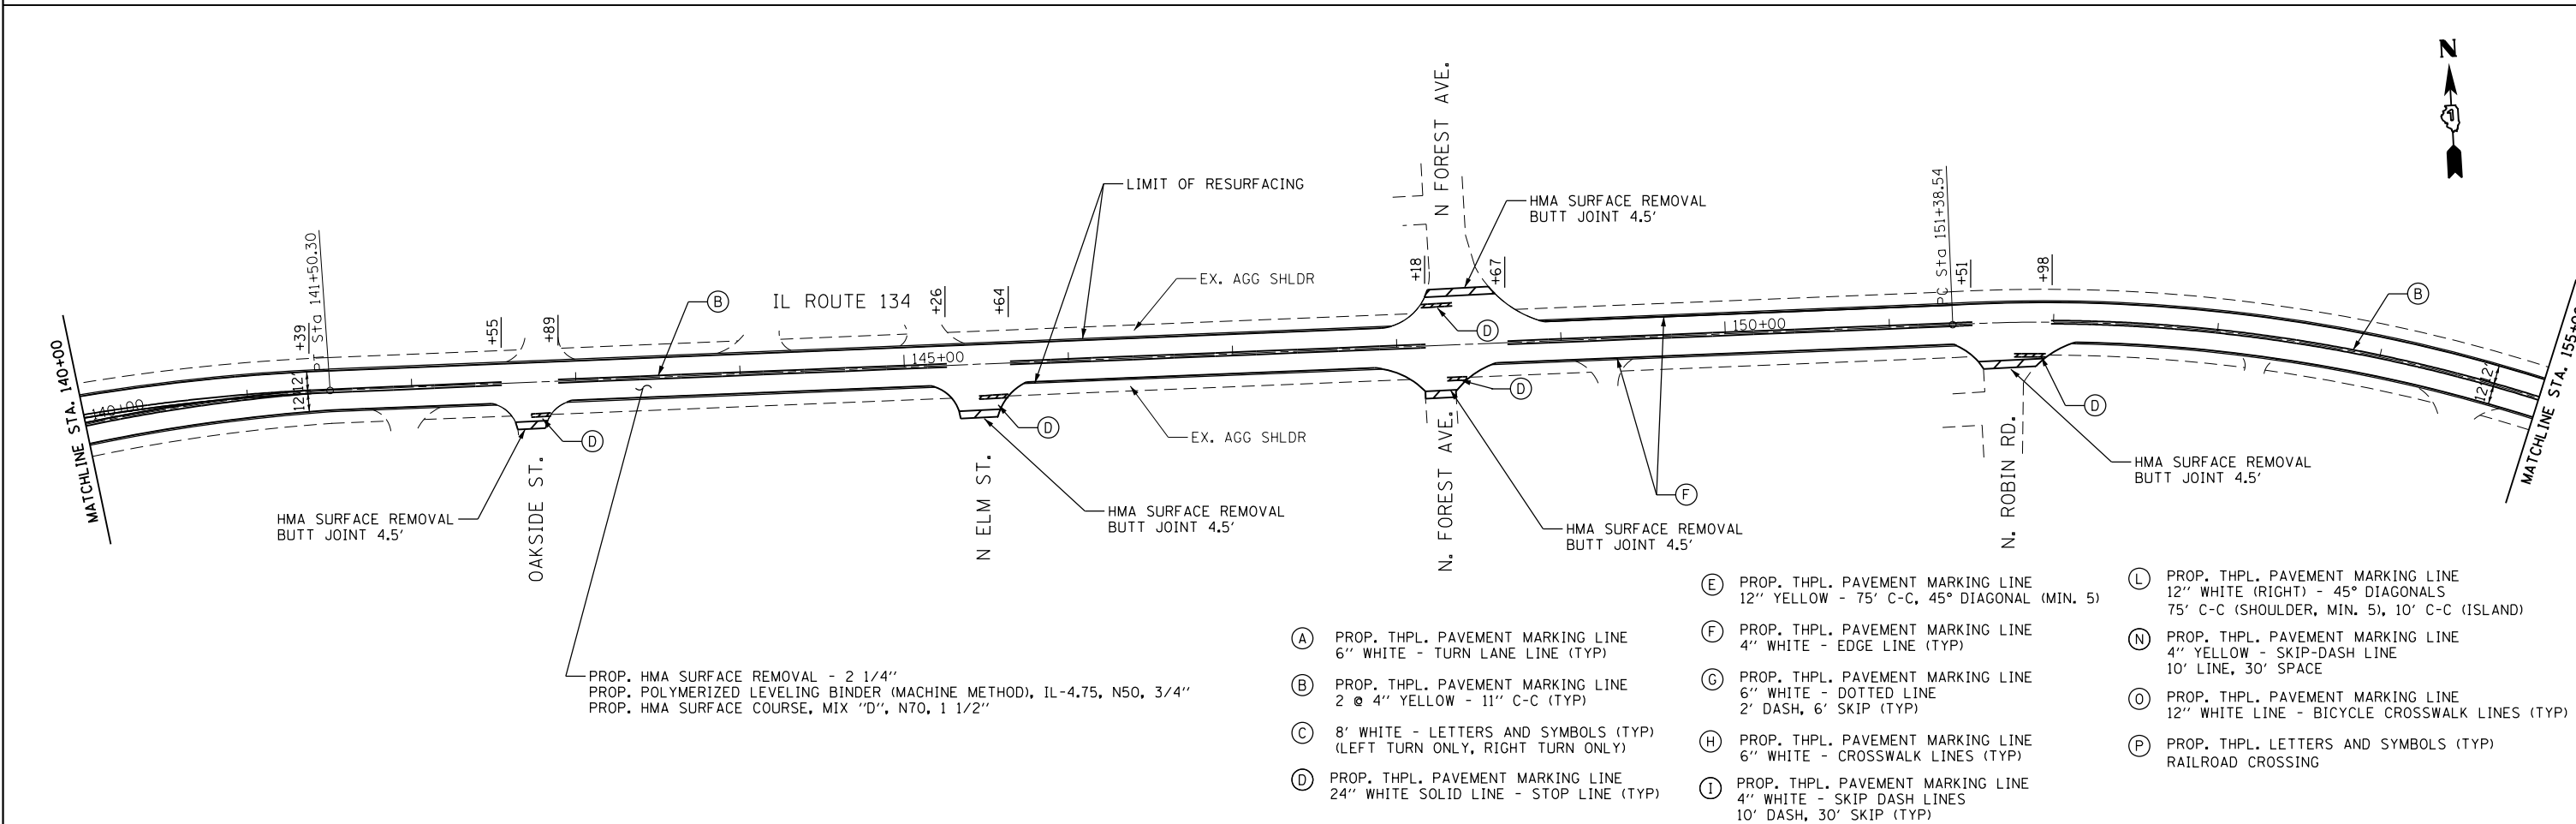 N
N FOREST AVE.
LIMIT OF RESURFACING
HMA SURFACE REMOVAL
BUTT JOINT 4.5'
PT Sta 141+50.30
PC Sta 151+38.54
EX. AGG SHLDR
IL ROUTE 134
B
B
+39
+55
+89
+26
+64
+18
+67
+51
+98
D
MATCHLINE STA. 140+00
140+00
12'
12'
145+00
150+00
12'
12'
MATCHLINE STA. 155+00
D
D
D
D
EX. AGG SHLDR
HMA SURFACE REMOVAL
BUTT JOINT 4.5'
OAKSIDE ST.
N ELM ST.
HMA SURFACE REMOVAL
BUTT JOINT 4.5'
N. FOREST AVE.
HMA SURFACE REMOVAL
BUTT JOINT 4.5'
F
N. ROBIN RD.
HMA SURFACE REMOVAL
BUTT JOINT 4.5'
PROP. HMA SURFACE REMOVAL - 2 1/4"
PROP. POLYMERIZED LEVELING BINDER (MACHINE METHOD), IL-4.75, N50, 3/4"
PROP. HMA SURFACE COURSE, MIX "D", N70, 1 1/2"
A PROP. THPL. PAVEMENT MARKING LINE
6" WHITE - TURN LANE LINE (TYP)
B PROP. THPL. PAVEMENT MARKING LINE
2 @ 4" YELLOW - 11" C-C (TYP)
C 8' WHITE - LETTERS AND SYMBOLS (TYP)
(LEFT TURN ONLY, RIGHT TURN ONLY)
D PROP. THPL. PAVEMENT MARKING LINE
24" WHITE SOLID LINE - STOP LINE (TYP)
E PROP. THPL. PAVEMENT MARKING LINE
12" YELLOW - 75' C-C, 45° DIAGONAL (MIN. 5)
F PROP. THPL. PAVEMENT MARKING LINE
4" WHITE - EDGE LINE (TYP)
G PROP. THPL. PAVEMENT MARKING LINE
6" WHITE - DOTTED LINE
2' DASH, 6' SKIP (TYP)
H PROP. THPL. PAVEMENT MARKING LINE
6" WHITE - CROSSWALK LINES (TYP)
I PROP. THPL. PAVEMENT MARKING LINE
4" WHITE - SKIP DASH LINES
10' DASH, 30' SKIP (TYP)
L PROP. THPL. PAVEMENT MARKING LINE
12" WHITE (RIGHT) - 45° DIAGONALS
75' C-C (SHOULDER, MIN. 5), 10' C-C (ISLAND)
N PROP. THPL. PAVEMENT MARKING LINE
4" YELLOW - SKIP-DASH LINE
10' LINE, 30' SPACE
O PROP. THPL. PAVEMENT MARKING LINE
12" WHITE LINE - BICYCLE CROSSWALK LINES (TYP)
P PROP. THPL. LETTERS AND SYMBOLS (TYP)
RAILROAD CROSSING